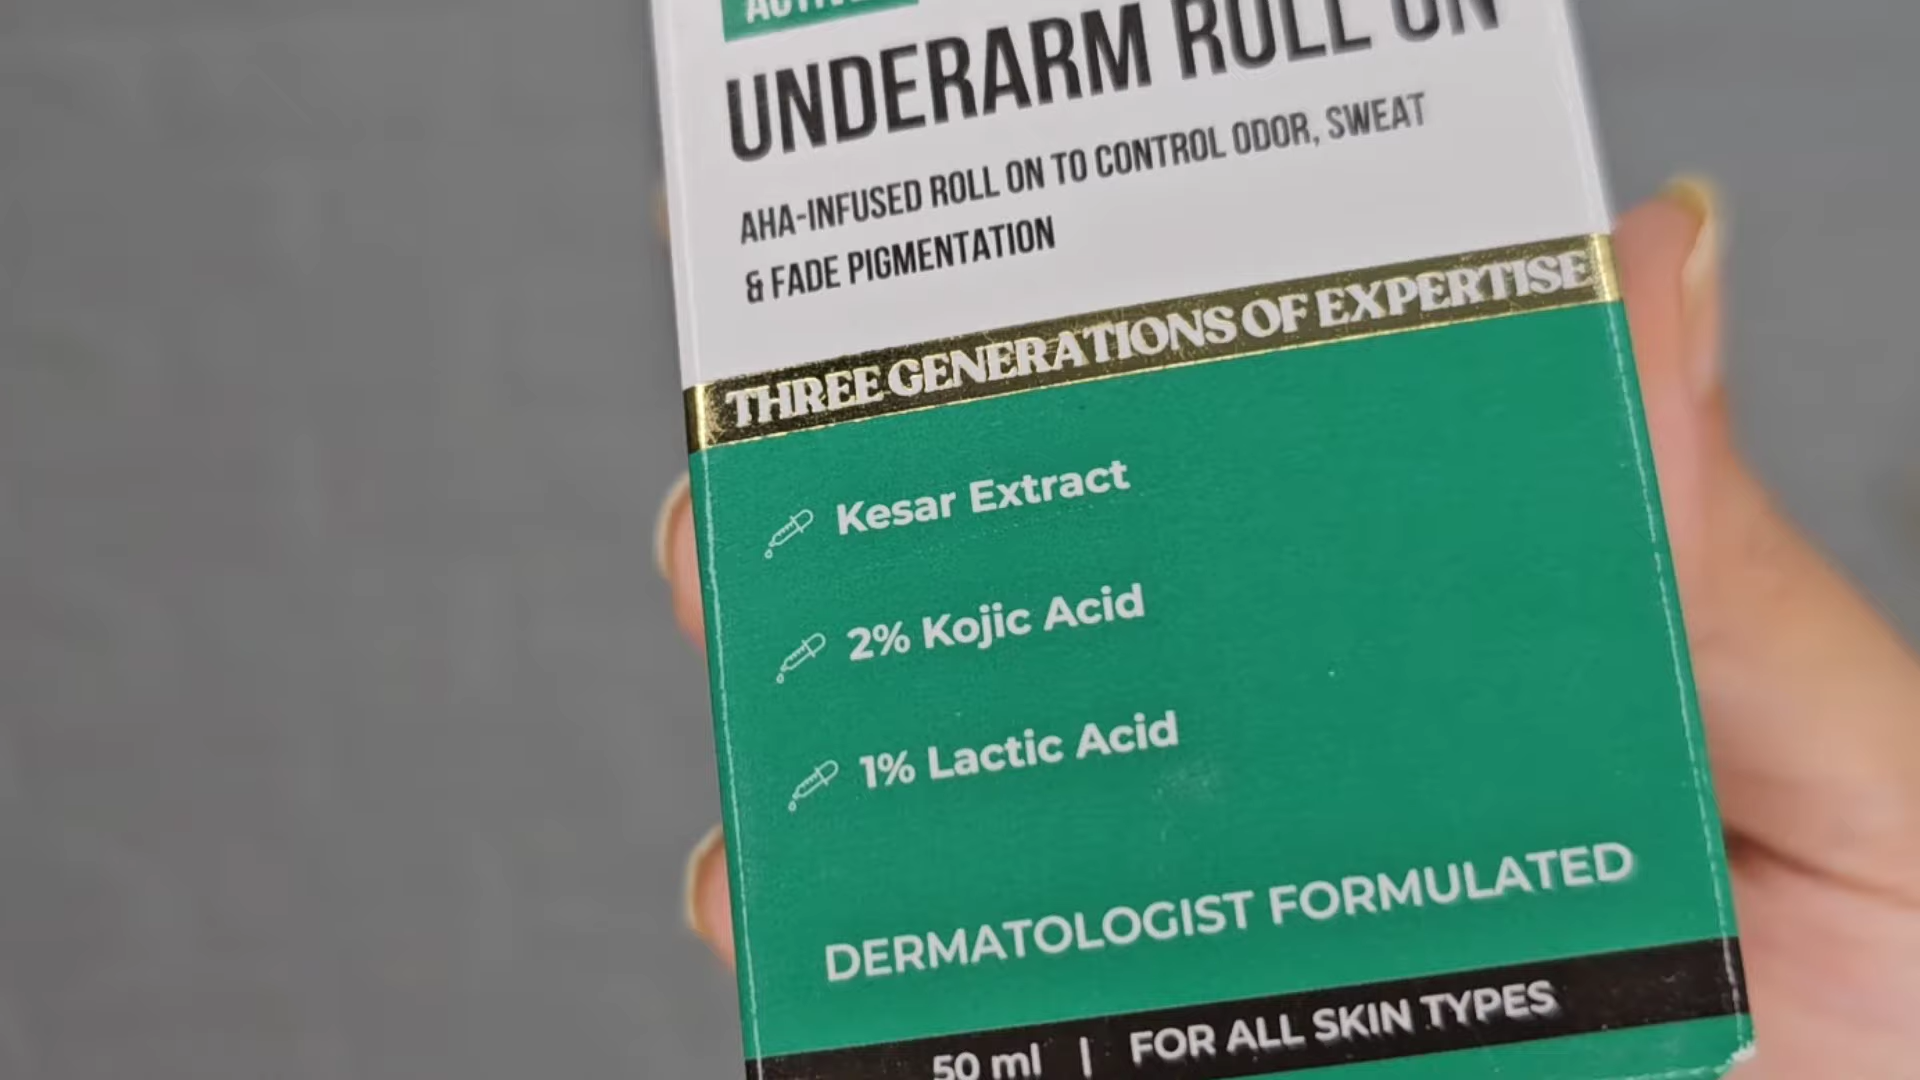 UNDERARM ROLL ON
AHA-INFUSED ROLL ON TO CONTROL ODOR, SWEAT
& FADE PIGMENTATION
THREE GENERATIONS OF EXPERTISE
Kesar Extract
2% Kojic Acid
1% Lactic Acid
DERMATOLOGIST FORMULATED
50 ml | FOR ALL SKIN TYPES